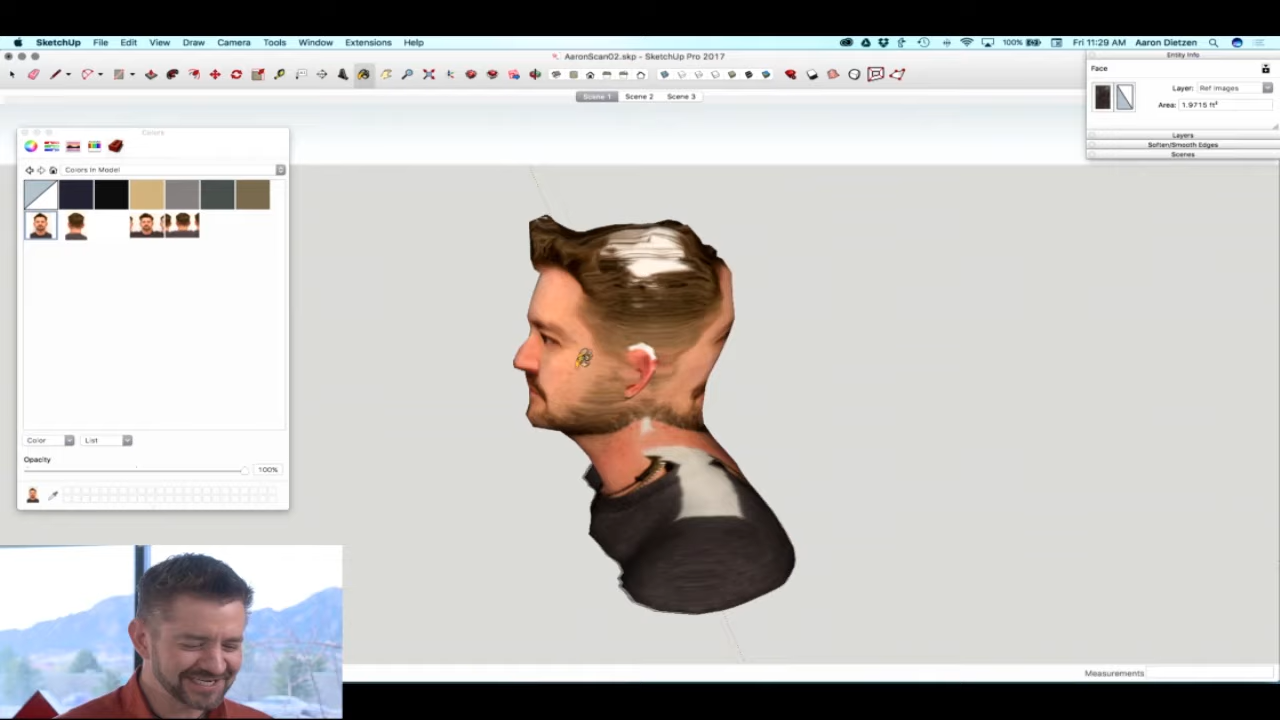 SketchUp File Edit View Draw Camera Tools Window Extensions Help 100% Fri 11:29 AM Aaron Dietzen
AaronScan02.skp - SketchUp Pro 2017
Entity Info
Face
Layer: Ref Images
Area: 1.9715 ft²
Layers
Soften/Smooth Edges
Scenes
Scene 1 Scene 2 Scene 3
Colors
Colors In Model
Color List
Opacity
100%
Measurements